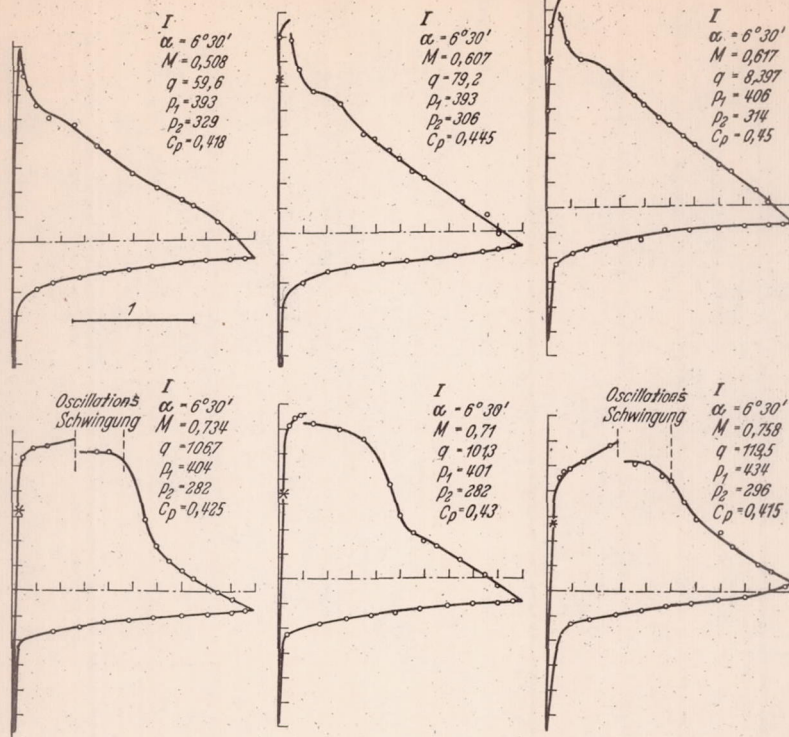 I
α = 6°30'
M = 0,508
q = 59,6
p1 = 393
p2 = 329
Cp = 0,418
1
I
α = 6°30'
M = 0,607
q = 79,2
p1 = 393
p2 = 306
Cp = 0,445
I
α = 6°30'
M = 0,617
q = 8,397
p1 = 406
p2 = 314
Cp = 0,45
Oscillations
Schwingung
I
α = 6°30'
M = 0,734
q = 106,7
p1 = 404
p2 = 282
Cp = 0,425
I
α = 6°30'
M = 0,71
q = 101,3
p1 = 401
p2 = 282
Cp = 0,43
Oscillations
Schwingung
I
α = 6°30'
M = 0,758
q = 119,5
p1 = 434
p2 = 296
Cp = 0,415